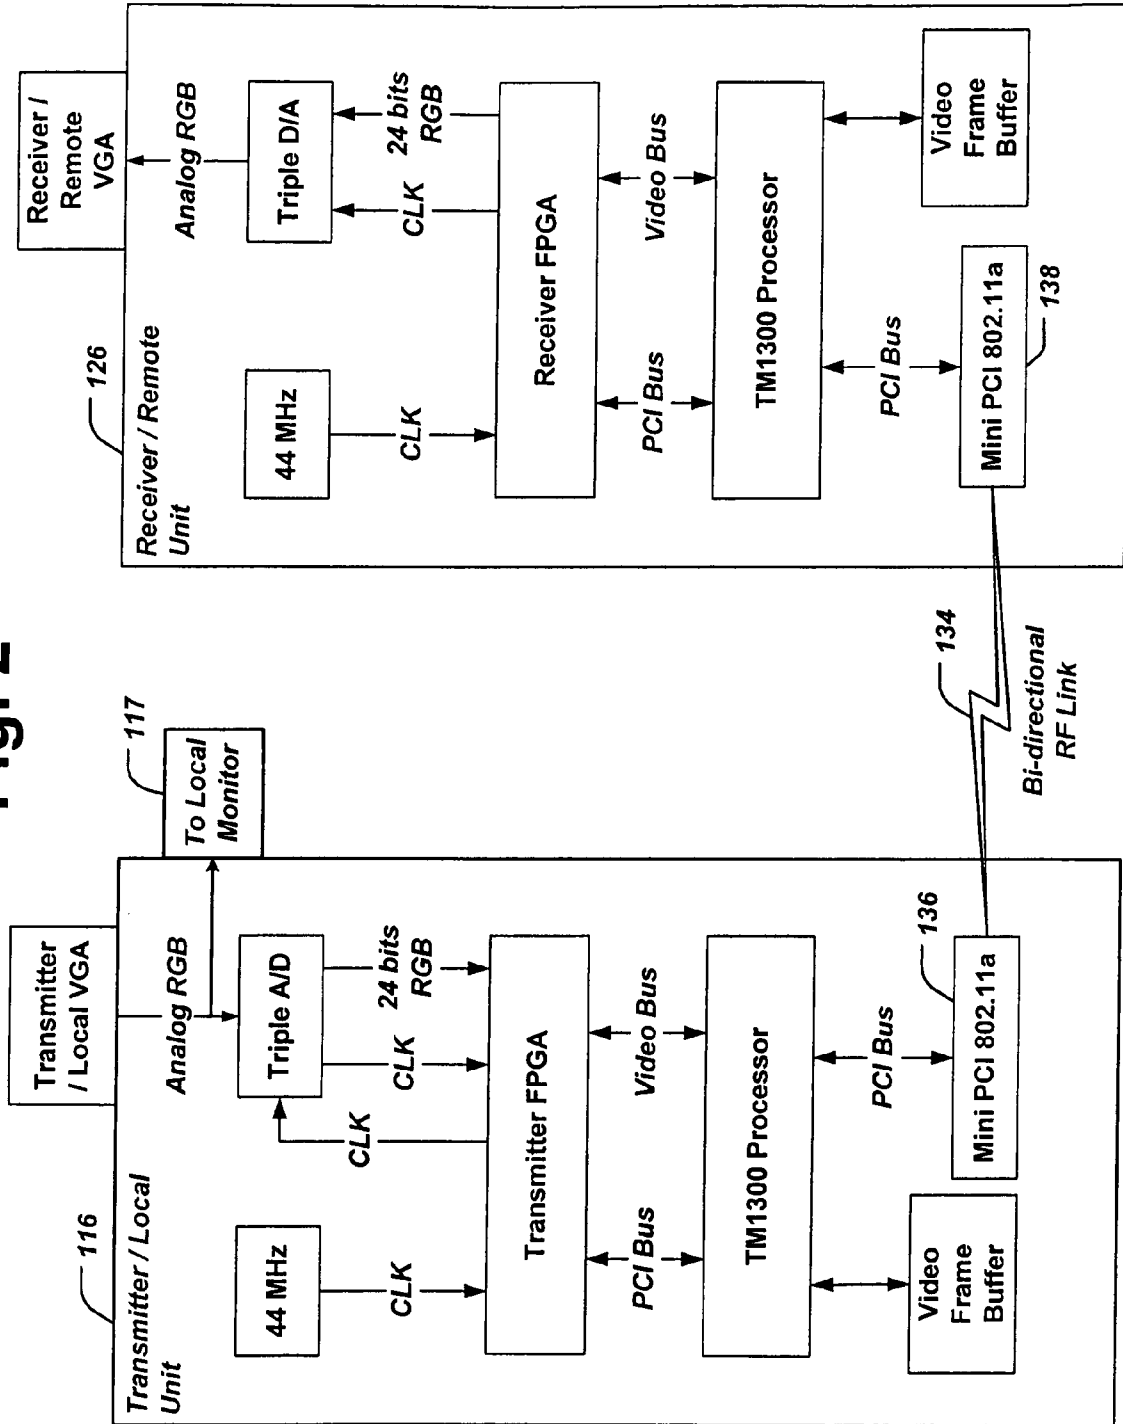 Fig. 2
116
Transmitter / Local
Unit
Transmitter
/ Local VGA
Analog RGB
117
To Local
Monitor
44 MHz
CLK
CLK
Triple A/D
CLK
24 bits
RGB
Transmitter FPGA
PCI Bus
Video Bus
TM1300 Processor
PCI Bus
Video
Frame
Buffer
136
Mini PCI 802.11a
134
Bi-directional
RF Link
126
Receiver / Remote
Unit
Receiver /
Remote
VGA
Analog RGB
44 MHz
CLK
Triple D/A
CLK
24 bits
RGB
Receiver FPGA
PCI Bus
Video Bus
TM1300 Processor
PCI Bus
Mini PCI 802.11a
138
Video
Frame
Buffer